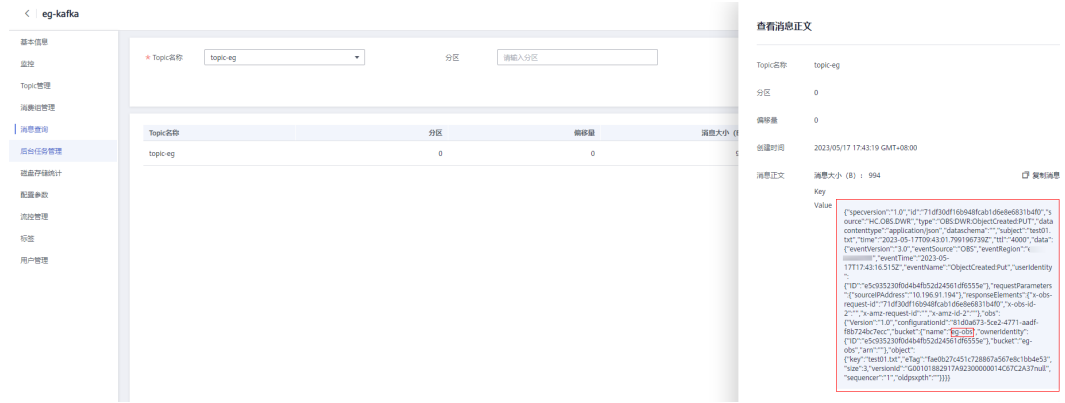 eg-kafka
基本信息
监控
Topic管理
消费组管理
消息查询
后台任务管理
磁盘存储统计
配置参数
流控管理
标签
用户管理
* Topic名称
topic-eg
分区
请输入分区
Topic名称 分区 偏移量 消息大小 (
topic-eg 0 0 9
查看消息正文
Topic名称 topic-eg
分区 0
偏移量 0
创建时间 2023/05/17 17:43:19 GMT+08:00
消息正文 消息大小（B）： 994 复制消息
Key
Value
{"specversion":"1.0","id":"71df30df16b948fcab1d6e8e6831b4f0","s
ource":"HC.OBS.DWR","type":"OBS:DWR:ObjectCreated:PUT","data
contenttype":"application/json","dataschema":"","subject":"test01.
txt","time":"2023-05-17T09:43:01.799196739Z","ttl":"4000","data":
{"eventVersion":"3.0","eventSource":"OBS","eventRegion":"
","eventTime":"2023-05-
17T17:43:16.515Z","eventName":"ObjectCreated:Put","userIdentity
":
{"ID":"e5c935230f0d4b4fb52d24561df6555e"},"requestParameters
":{"sourceIPAddress":"10.196.91.194"},"responseElements":{"x-obs-
request-id":"71df30df16b948fcab1d6e8e6831b4f0","x-obs-id-
2":"","x-amz-request-id":"","x-amz-id-2":""},"obs":
{"Version":"1.0","configurationId":"81d0a673-5ce2-4771-aadf-
f8b724bc7ecc","bucket":{"name":"eg-obs","ownerIdentity":
{"ID":"e5c935230f0d4b4fb52d24561df6555e"},"bucket":"eg-
obs","arn":""},"object":
{"key":"test01.txt","eTag":"fae0b27c451c728867a567e8c1bb4e53",
"size":3,"versionId":"G00101882917A92300000014C67C2A37null",
"sequencer":"1","oldpsxpth":""}}}}